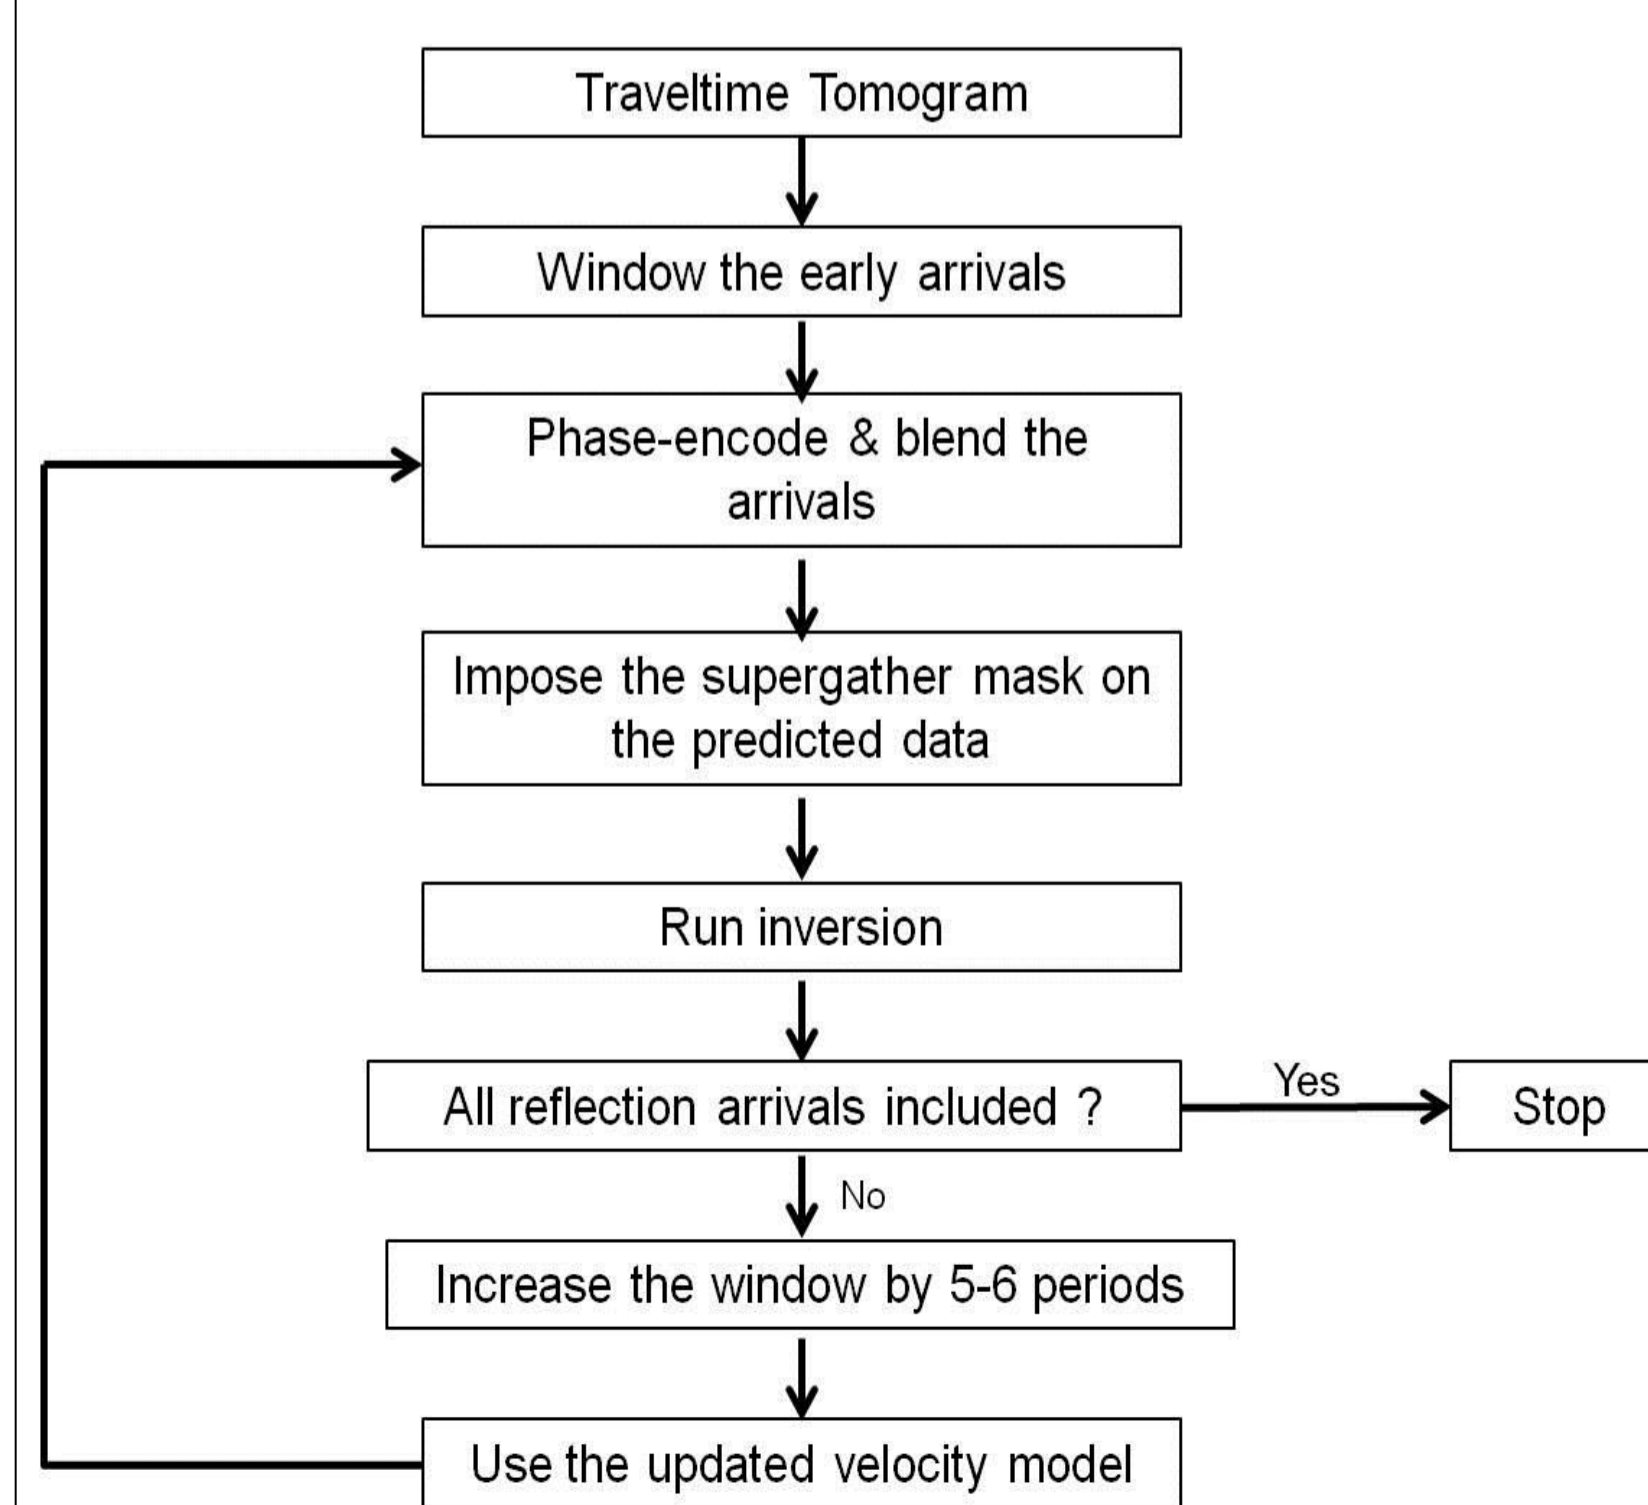 Traveltime Tomogram
Window the early arrivals
Phase-encode & blend the
arrivals
Impose the supergather mask on
the predicted data
Run inversion
All reflection arrivals included ?
Yes
Stop
No
Increase the window by 5-6 periods
Use the updated velocity model